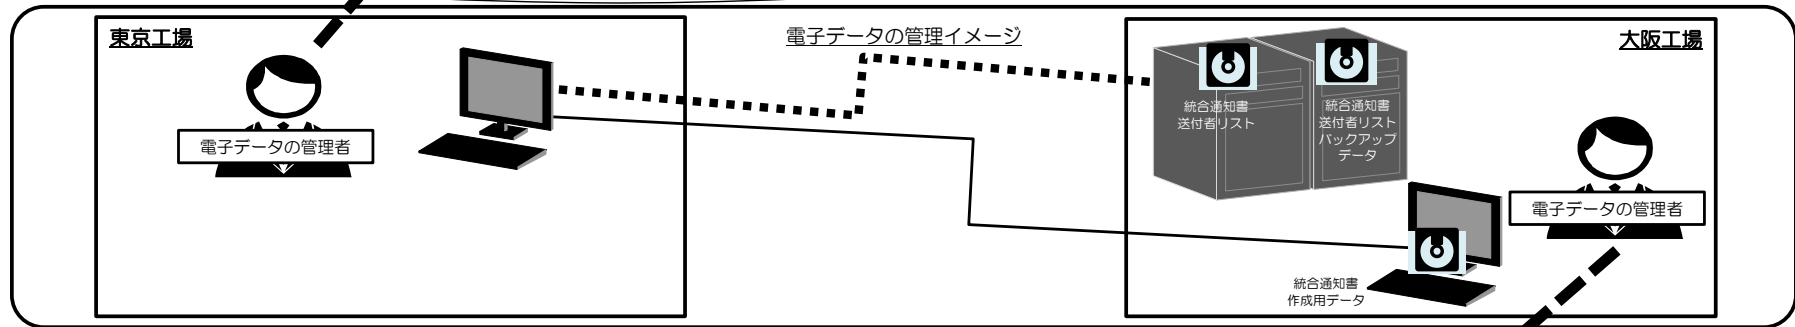 東京工場
電子データの管理者
電子データの管理イメージ
大阪工場
統合通知書
送付者リスト
統合通知書
送付者リスト
バックアップ
データ
電子データの管理者
統合通知書
作成用データ